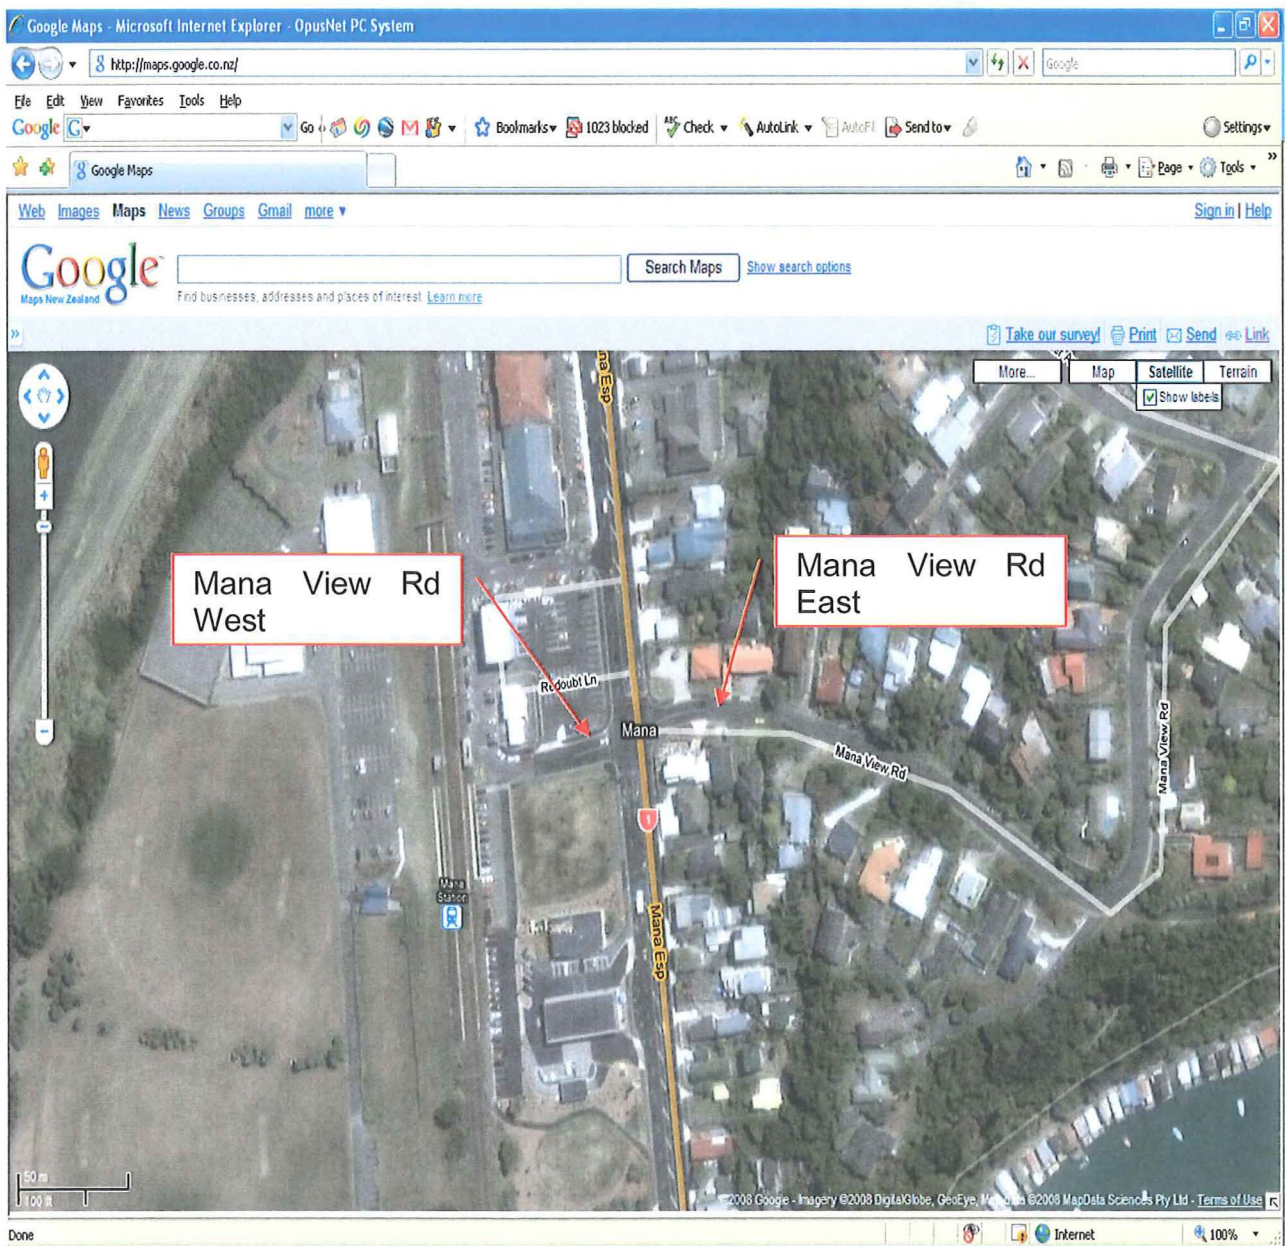 Google Maps - Microsoft Internet Explorer - OpusNet PC System
http://maps.google.co.nz/
Google
File Edit View Favorites Tools Help
Google G Go 1023 blocked Bookmarks Check AutoLink AutoFill Send to Settings
Google Maps
Page Tools
Web Images Maps News Groups Gmail more
Sign in | Help
Google
Maps New Zealand
Search Maps
Show search options
Find businesses, addresses and places of interest. Learn more
Take our survey! Print Send Link
More...
Map
Satellite
Terrain
Show labels
na Esp
Mana View Rd
West
Mana View Rd
East
Redoubt Ln
Mana
Mana View Rd
Mana View Rd
1
Mana
Station
Mana Esp
50 m
100 ft
©2008 Google - Imagery ©2008 DigitalGlobe, GeoEye, Map data ©2008 MapData Sciences Pty Ltd - Terms of Use
Done
Internet
100%